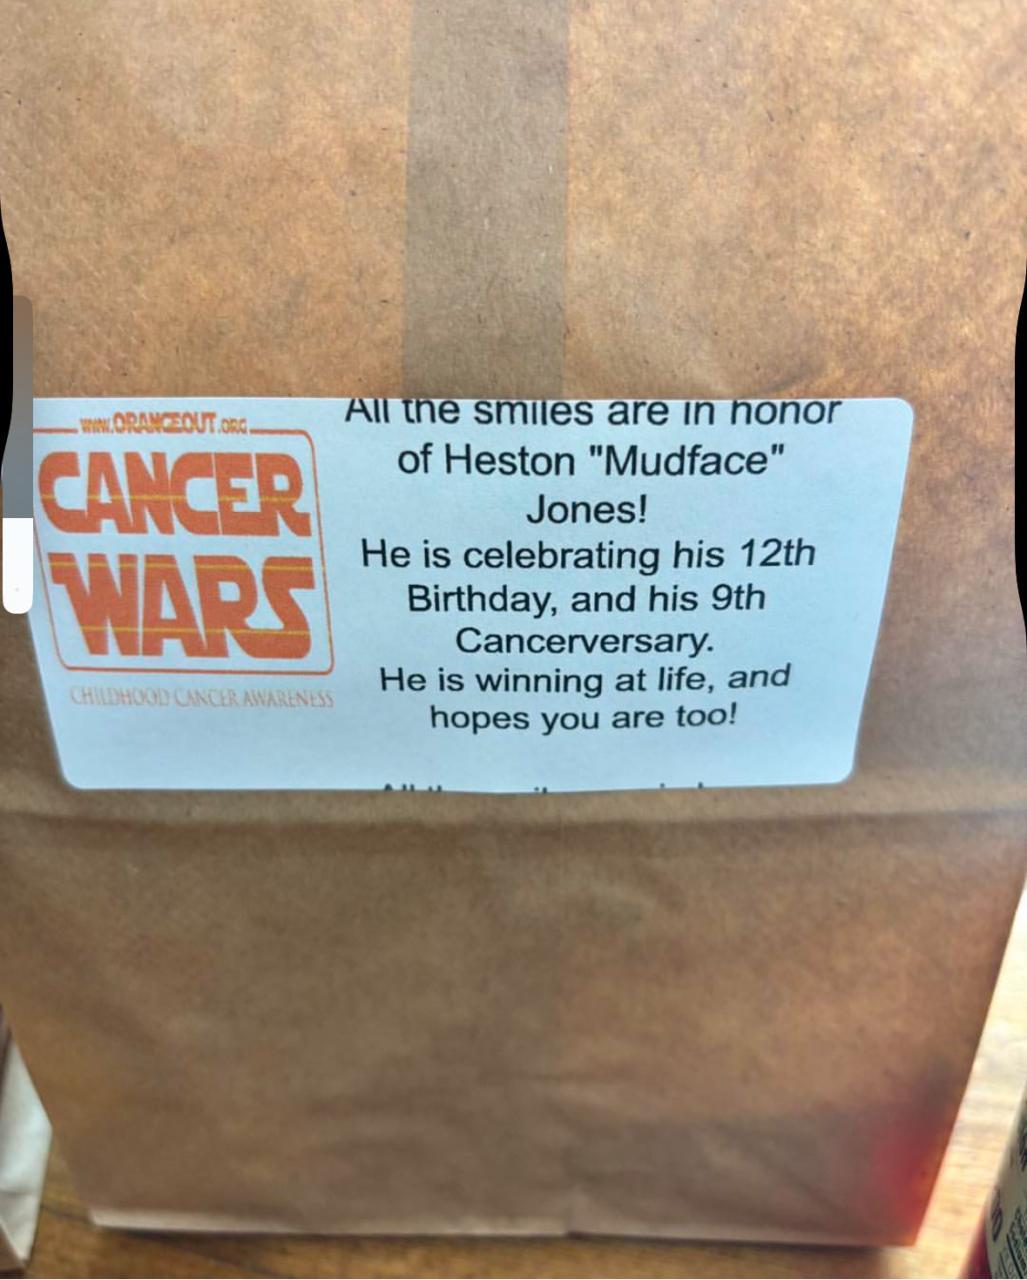 www.ORANGEOUT.ORG
CANCER
WARS
CHILDHOOD CANCER AWARENESS
All the smiles are in honor
of Heston "Mudface"
Jones!
He is celebrating his 12th
Birthday, and his 9th
Cancerversary.
He is winning at life, and
hopes you are too!